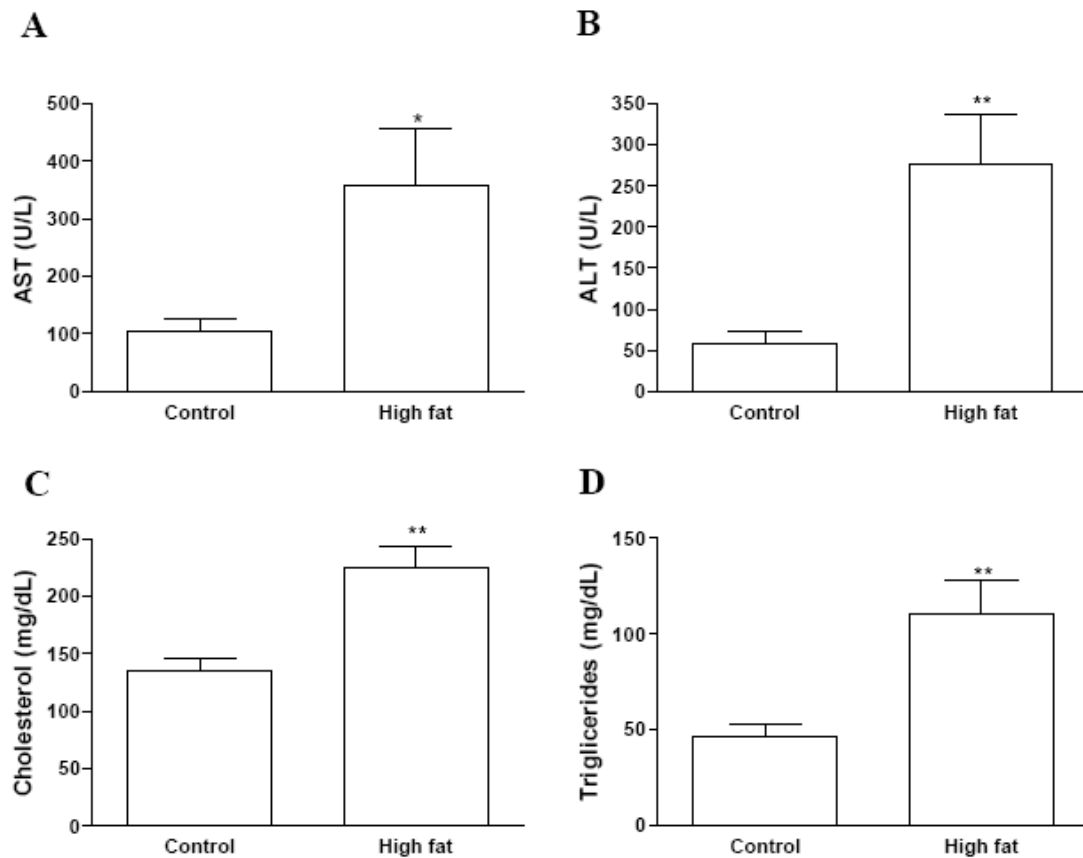 A
AST (U/L)
500
400
300
200
100
0
*
Control
High fat
B
ALT (U/L)
350
300
250
200
150
100
50
0
**
Control
High fat
C
Cholesterol (mg/dL)
250
200
150
100
50
0
**
Control
High fat
D
Triglicerides (mg/dL)
150
100
50
0
**
Control
High fat